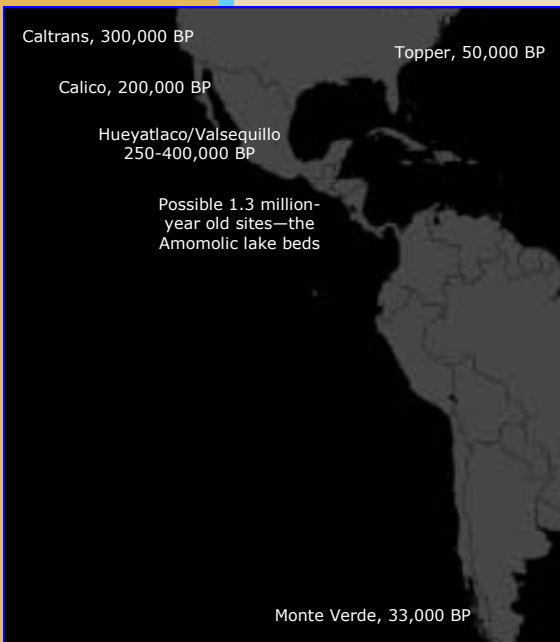 Caltrans, 300,000 BP
Topper, 50,000 BP
Calico, 200,000 BP
Hueyatlaco/Valsequillo
250-400,000 BP
Possible 1.3 million-
year old sites—the
Amomolic lake beds
Monte Verde, 33,000 BP